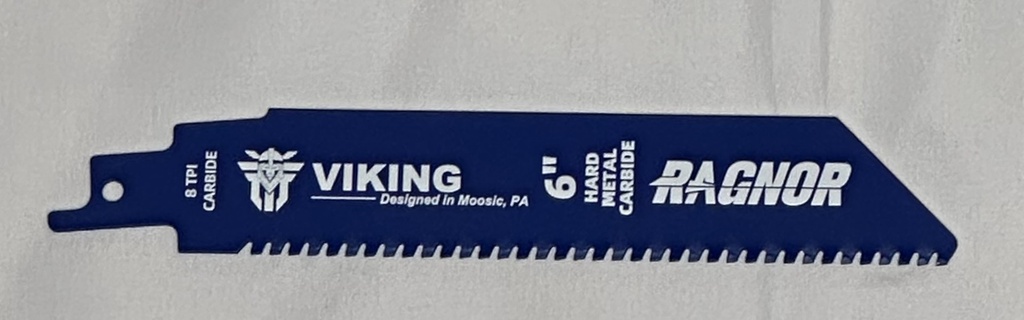 8 TPI
CARBIDE
VIKING
Designed in Moosic, PA
6"
HARD
METAL
CARBIDE
RAGNOR